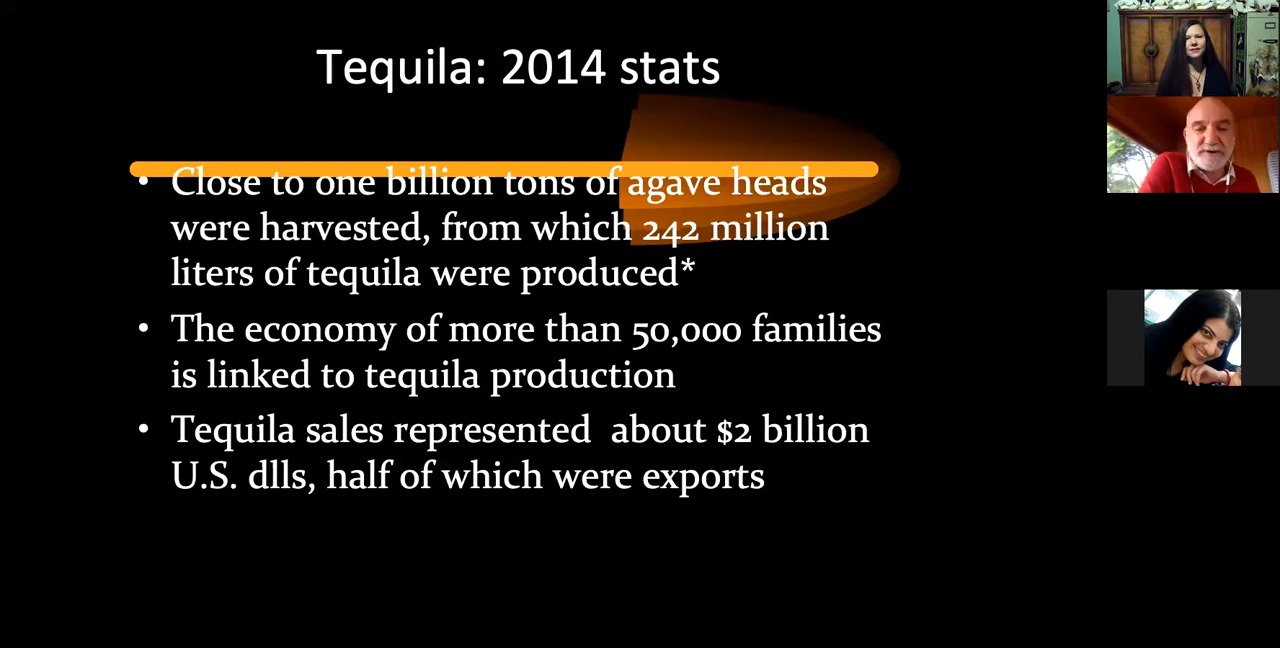 Tequila: 2014 stats
• Close to one billion tons of agave heads
were harvested, from which 242 million
liters of tequila were produced*
• The economy of more than 50,000 families
is linked to tequila production
• Tequila sales represented about $2 billion
U.S. dlls, half of which were exports